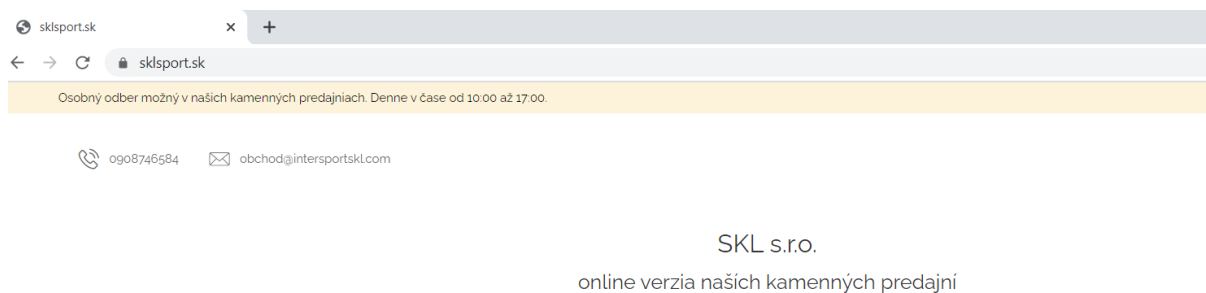 sklsport.sk
sklsport.sk
Osobný odber možný v našich kamenných predajniach. Denne v čase od 10:00 až 17:00.
0908746584 obchod@intersportskl.com
SKL s.r.o.
online verzia naších kamenných predajní